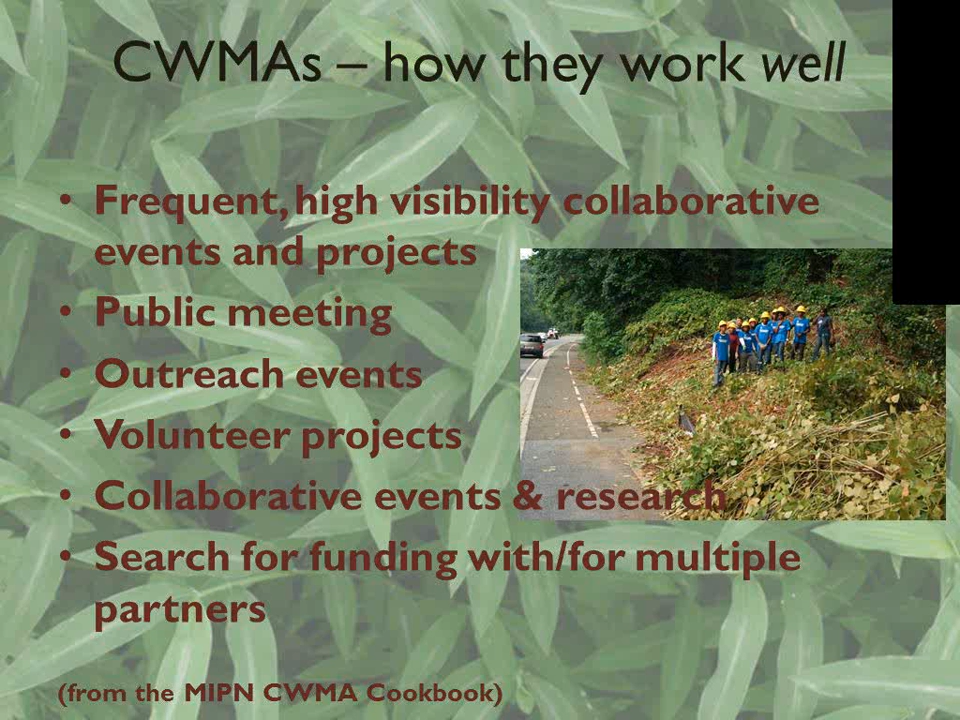 CWMAs – how they work well
• Frequent, high visibility collaborative
events and projects
• Public meeting
• Outreach events
• Volunteer projects
• Collaborative events & research
• Search for funding with/for multiple
partners
(from the MIPN CWMA Cookbook)